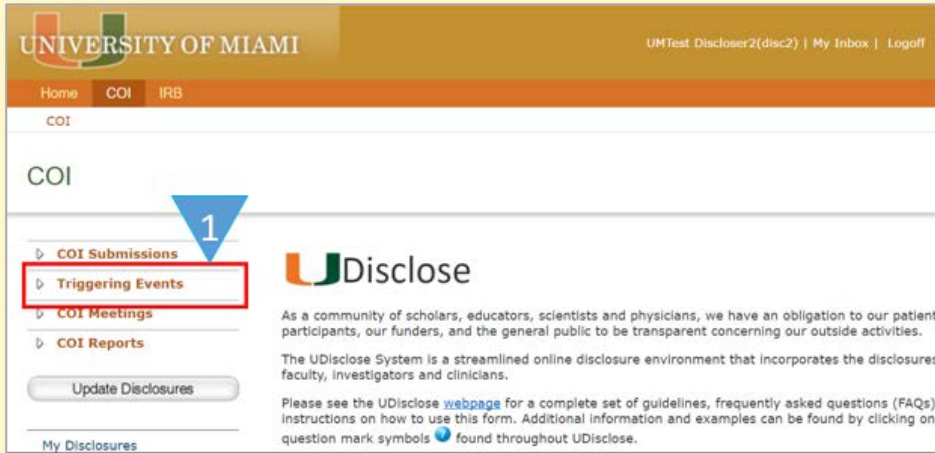 UNIVERSITY OF MIAMI
UMTest Discloser2(disc2) | My Inbox | Logoff
Home COI IRB
COI
COI
1
COI Submissions
Triggering Events
COI Meetings
COI Reports
Update Disclosures
My Disclosures
UDisclose
As a community of scholars, educators, scientists and physicians, we have an obligation to our patient
participants, our funders, and the general public to be transparent concerning our outside activities.
The UDisclose System is a streamlined online disclosure environment that incorporates the disclosures
faculty, investigators and clinicians.
Please see the UDisclose webpage for a complete set of guidelines, frequently asked questions (FAQs)
instructions on how to use this form. Additional information and examples can be found by clicking on
question mark symbols ? found throughout UDisclose.